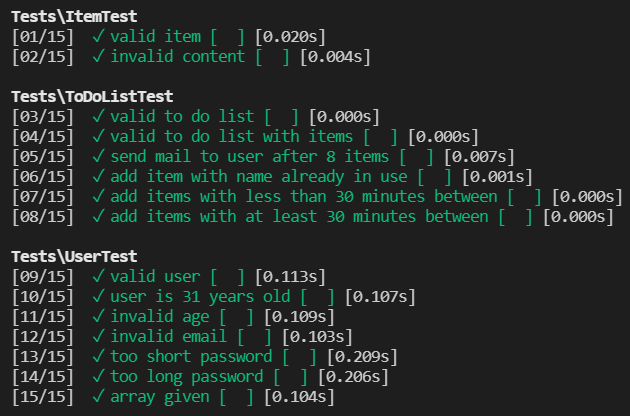 Tests\ItemTest
[01/15]  ✓ valid item [  ] [0.020s]
[02/15]  ✓ invalid content [  ] [0.004s]
Tests\ToDoListTest
[03/15]  ✓ valid to do list [  ] [0.000s]
[04/15]  ✓ valid to do list with items [  ] [0.000s]
[05/15]  ✓ send mail to user after 8 items [  ] [0.007s]
[06/15]  ✓ add item with name already in use [  ] [0.001s]
[07/15]  ✓ add items with less than 30 minutes between [  ] [0.000s]
[08/15]  ✓ add items with at least 30 minutes between [  ] [0.000s]
Tests\UserTest
[09/15]  ✓ valid user [  ] [0.113s]
[10/15]  ✓ user is 31 years old [  ] [0.107s]
[11/15]  ✓ invalid age [  ] [0.109s]
[12/15]  ✓ invalid email [  ] [0.103s]
[13/15]  ✓ too short password [  ] [0.209s]
[14/15]  ✓ too long password [  ] [0.206s]
[15/15]  ✓ array given [  ] [0.104s]